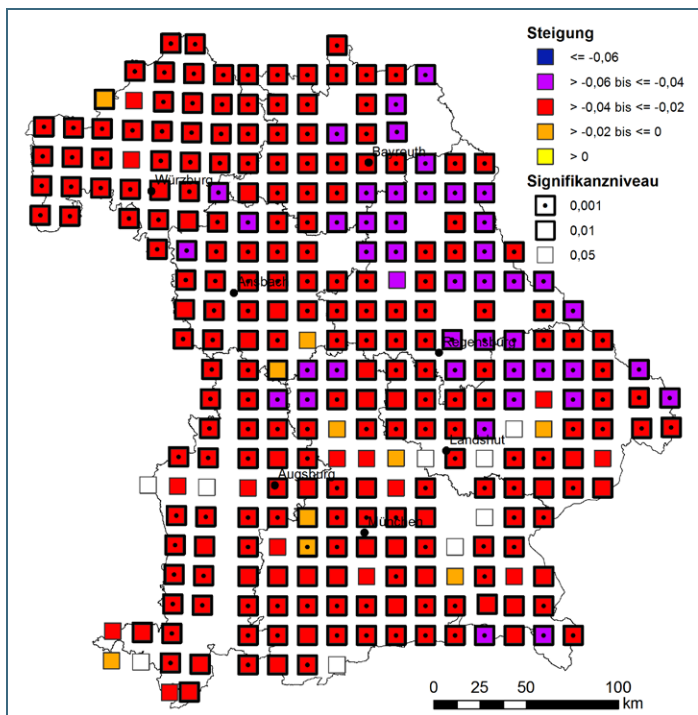 Steigung
<= -0,06
> -0,06 bis <= -0,04
> -0,04 bis <= -0,02
> -0,02 bis <= 0
> 0
Signifikanzniveau
0,001
0,01
0,05
Bayreuth
Würzburg
Ansbach
Regensburg
Landshut
Augsburg
München
0 25 50 100
km